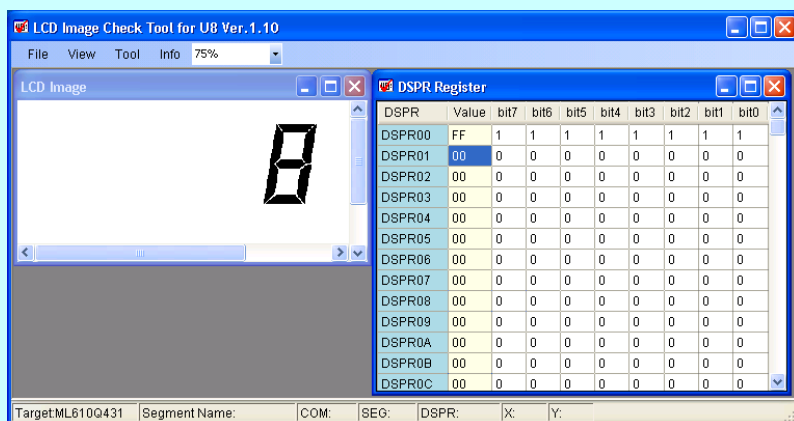 LCD Image Check Tool for U8 Ver.1.10
File View Tool Info 75%
LCD Image
8
DSPR Register
DSPR Value bit7 bit6 bit5 bit4 bit3 bit2 bit1 bit0
DSPR00 FF 1 1 1 1 1 1 1 1
DSPR01 00 0 0 0 0 0 0 0 0
DSPR02 00 0 0 0 0 0 0 0 0
DSPR03 00 0 0 0 0 0 0 0 0
DSPR04 00 0 0 0 0 0 0 0 0
DSPR05 00 0 0 0 0 0 0 0 0
DSPR06 00 0 0 0 0 0 0 0 0
DSPR07 00 0 0 0 0 0 0 0 0
DSPR08 00 0 0 0 0 0 0 0 0
DSPR09 00 0 0 0 0 0 0 0 0
DSPR0A 00 0 0 0 0 0 0 0 0
DSPR0B 00 0 0 0 0 0 0 0 0
DSPR0C 00 0 0 0 0 0 0 0 0
Target:ML610Q431 Segment Name: COM: SEG: DSPR: X: Y: